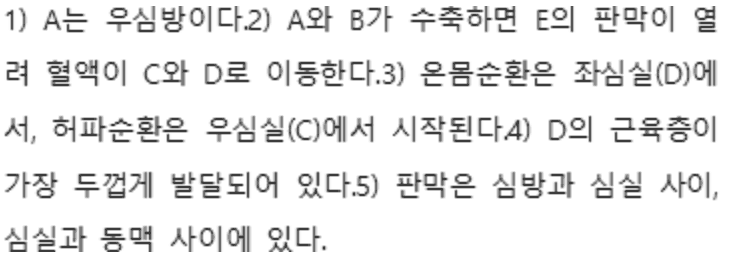 1) A는 우심방이다.2) A와 B가 수축하면 E의 판막이 열
려 혈액이 C와 D로 이동한다.3) 온몸순환은 좌심실(D)에
서, 허파순환은 우심실(C)에서 시작된다.4) D의 근육층이
가장 두껍게 발달되어 있다.5) 판막은 심방과 심실 사이,
심실과 동맥 사이에 있다.